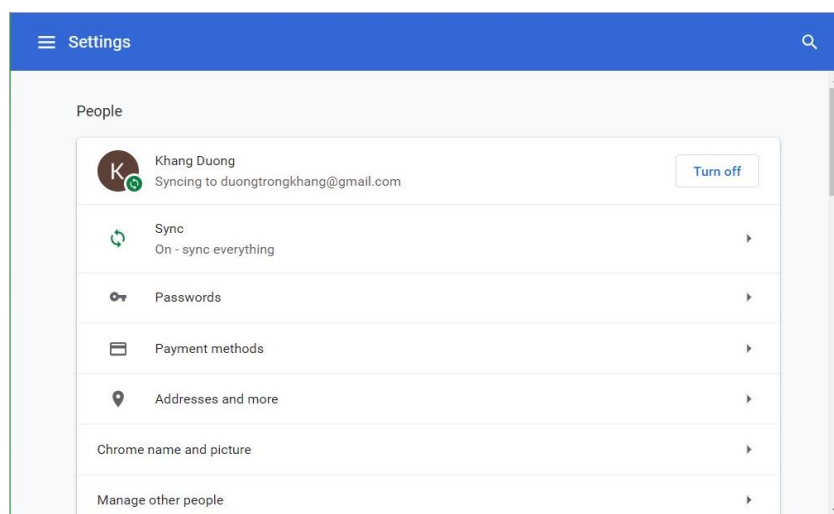 Settings
People
K
Khang Duong
Syncing to duongtrongkhang@gmail.com
Turn off
Sync
On - sync everything
Passwords
Payment methods
Addresses and more
Chrome name and picture
Manage other people